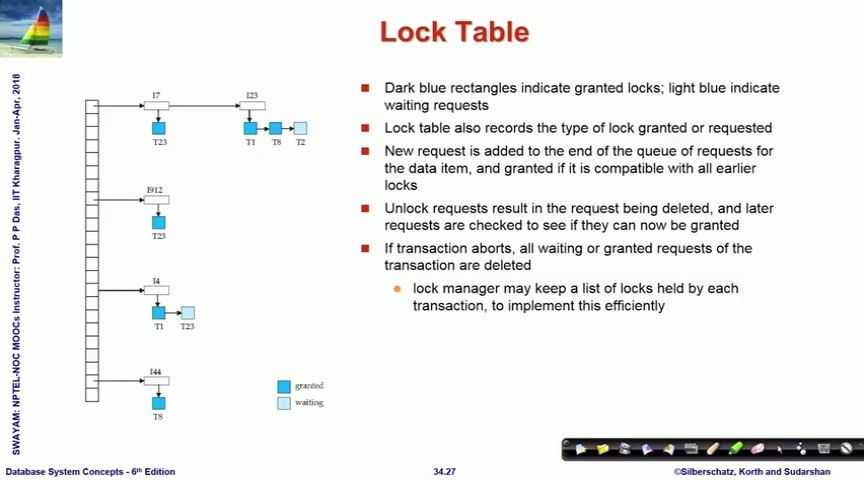 Lock Table
SWAYAM: NPTEL-NOC MOOCs Instructor: Prof. P P Das, IIT Kharagpur. Jan-Apr, 2018
I7
I23
T23
T1
T8
T2
I912
T23
I4
T1
T23
I44
T8
granted
waiting
Dark blue rectangles indicate granted locks; light blue indicate
waiting requests
Lock table also records the type of lock granted or requested
New request is added to the end of the queue of requests for
the data item, and granted if it is compatible with all earlier
locks
Unlock requests result in the request being deleted, and later
requests are checked to see if they can now be granted
If transaction aborts, all waiting or granted requests of the
transaction are deleted
lock manager may keep a list of locks held by each
transaction, to implement this efficiently
Database System Concepts - 6th Edition
34.27
©Silberschatz, Korth and Sudarshan